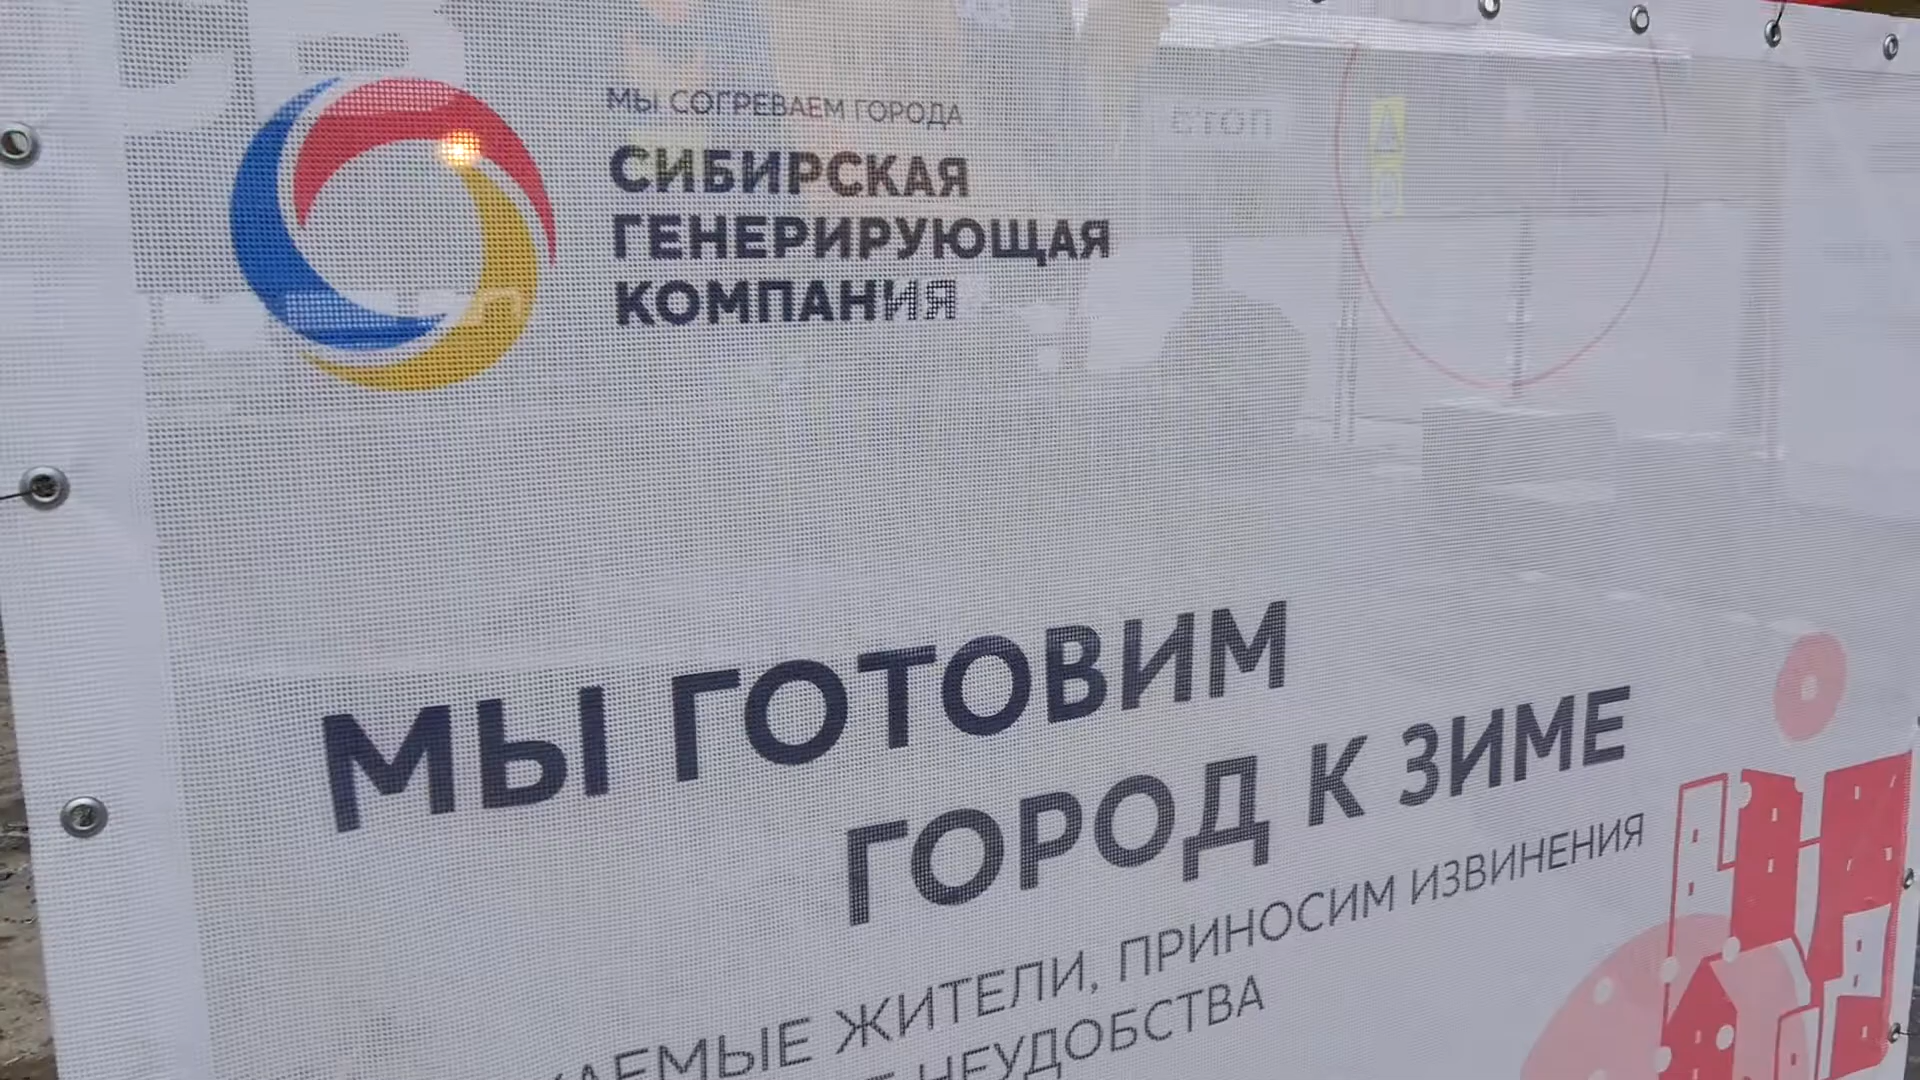 МЫ СОГРЕВАЕМ ГОРОДА
СИБИРСКАЯ
ГЕНЕРИРУЮЩАЯ
КОМПАНИЯ
СТОП
МЫ ГОТОВИМ
ГОРОД К ЗИМЕ
ЖИТЕЛИ, ПРИНОСИМ ИЗВИНЕНИЯ
НЕУДОБСТВА